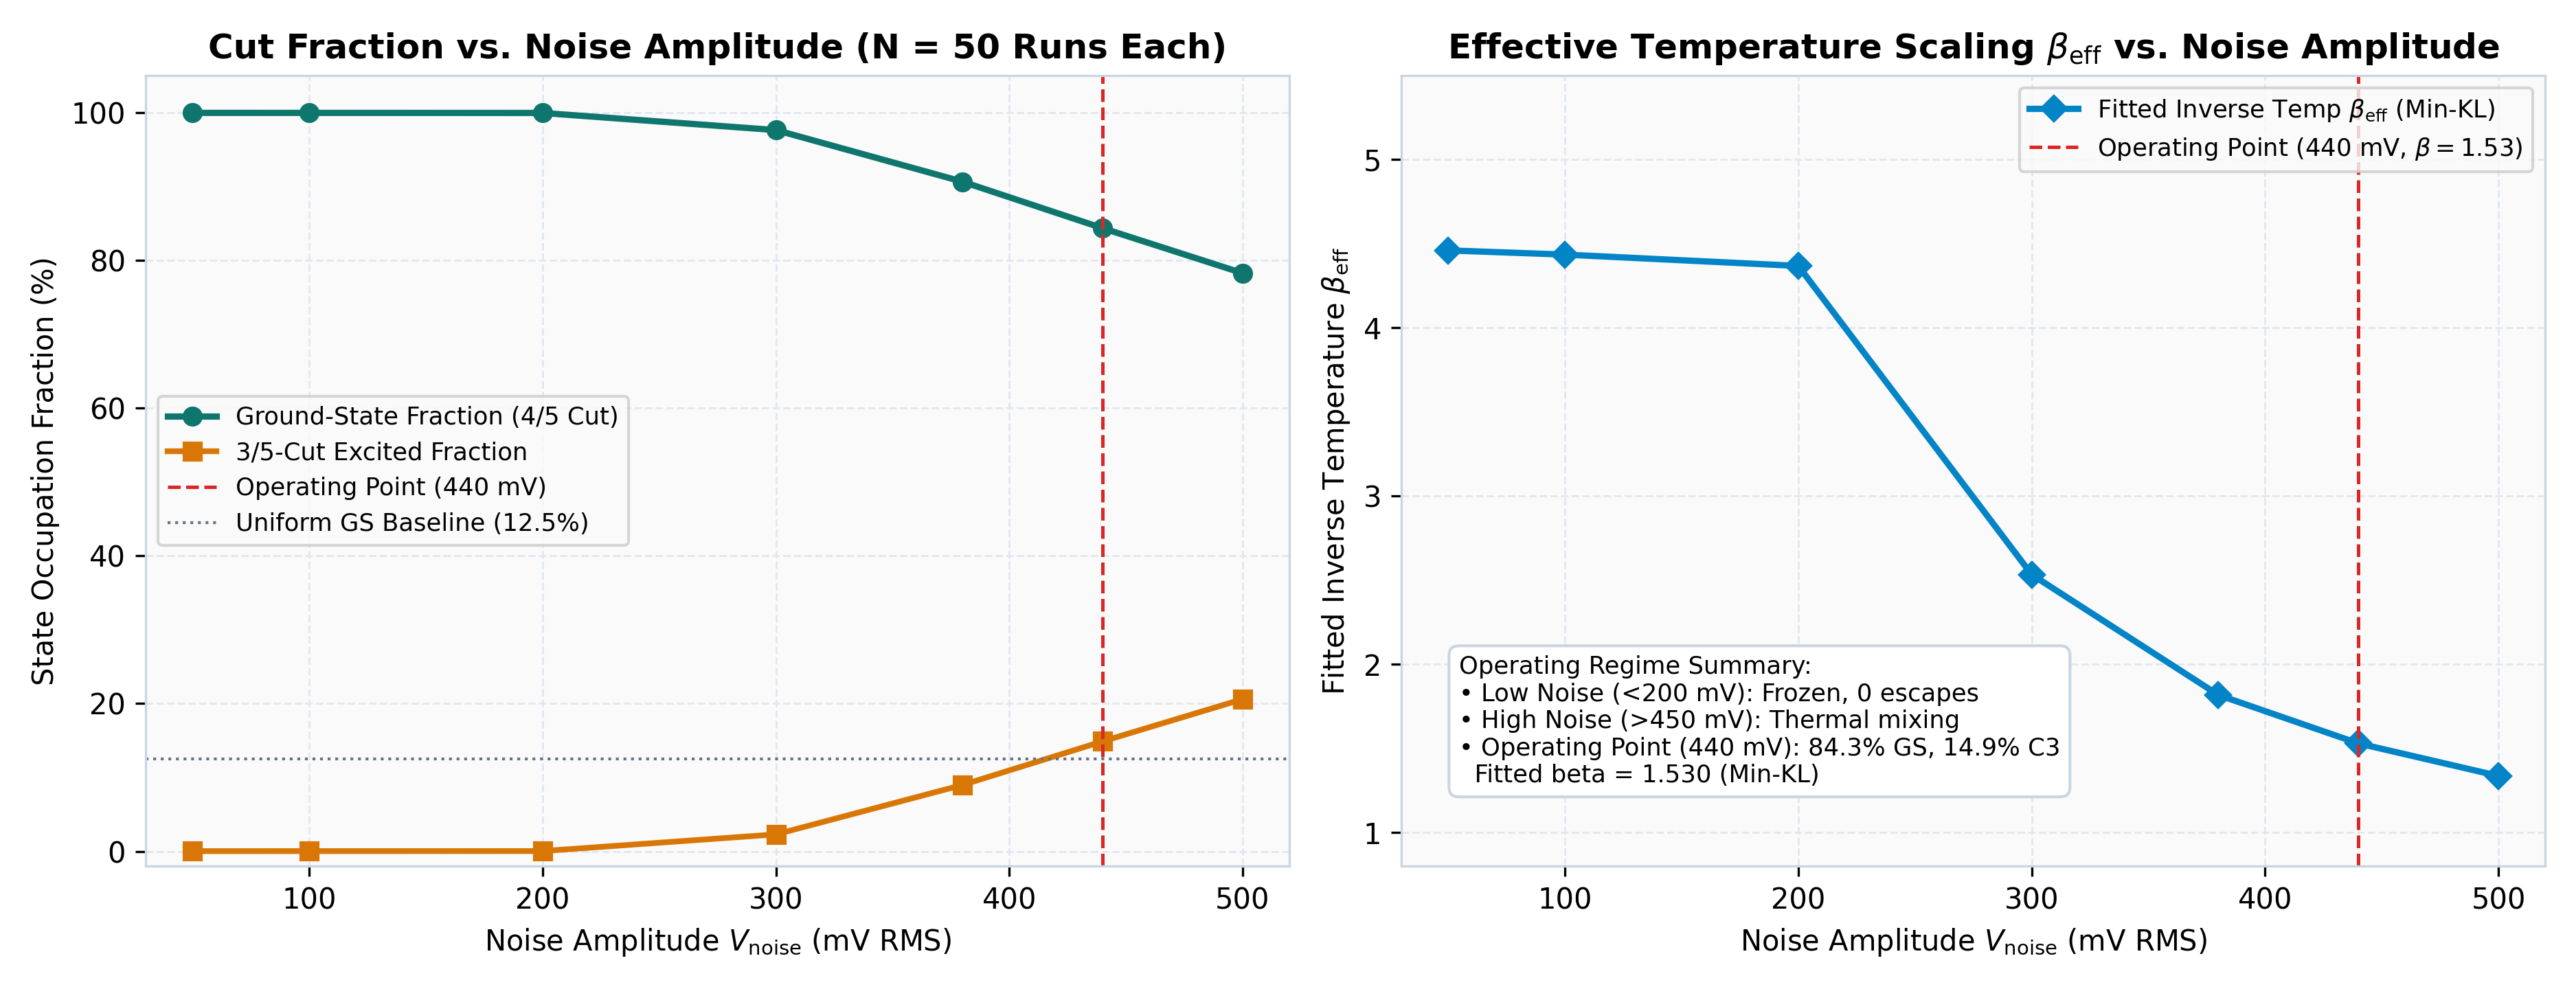 Cut Fraction vs. Noise Amplitude (N = 50 Runs Each)
State Occupation Fraction (%)
100
80
60
40
20
0
Ground-State Fraction (4/5 Cut)
3/5-Cut Excited Fraction
Operating Point (440 mV)
Uniform GS Baseline (12.5%)
100 200 300 400 500
Noise Amplitude V_noise (mV RMS)
Effective Temperature Scaling β_eff vs. Noise Amplitude
Fitted Inverse Temperature β_eff
5
4
3
2
1
Fitted Inverse Temp β_eff (Min-KL)
Operating Point (440 mV, β = 1.53)
Operating Regime Summary:
• Low Noise (<200 mV): Frozen, 0 escapes
• High Noise (>450 mV): Thermal mixing
• Operating Point (440 mV): 84.3% GS, 14.9% C3
Fitted beta = 1.530 (Min-KL)
100 200 300 400 500
Noise Amplitude V_noise (mV RMS)